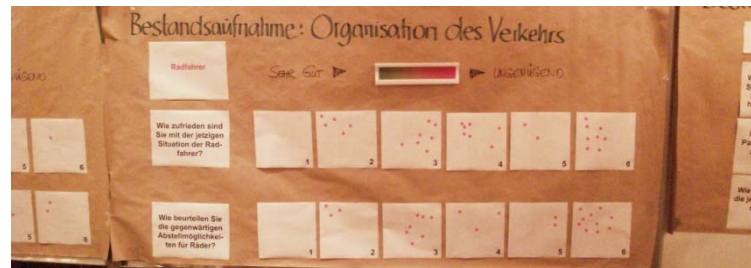 Bestandsaufnahme: Organisation des Verkehrs
Radfahrer
SEHR GUT
UNGENÜGEND
Wie zufrieden sind
Sie mit der jetzigen
Situation der Rad-
fahrer?
1
2
3
4
5
6
Wie beurteilen Sie
die gegenwärtigen
Abstellmöglichkei-
ten für Räder?
1
2
3
4
5
6
5
6
5
6